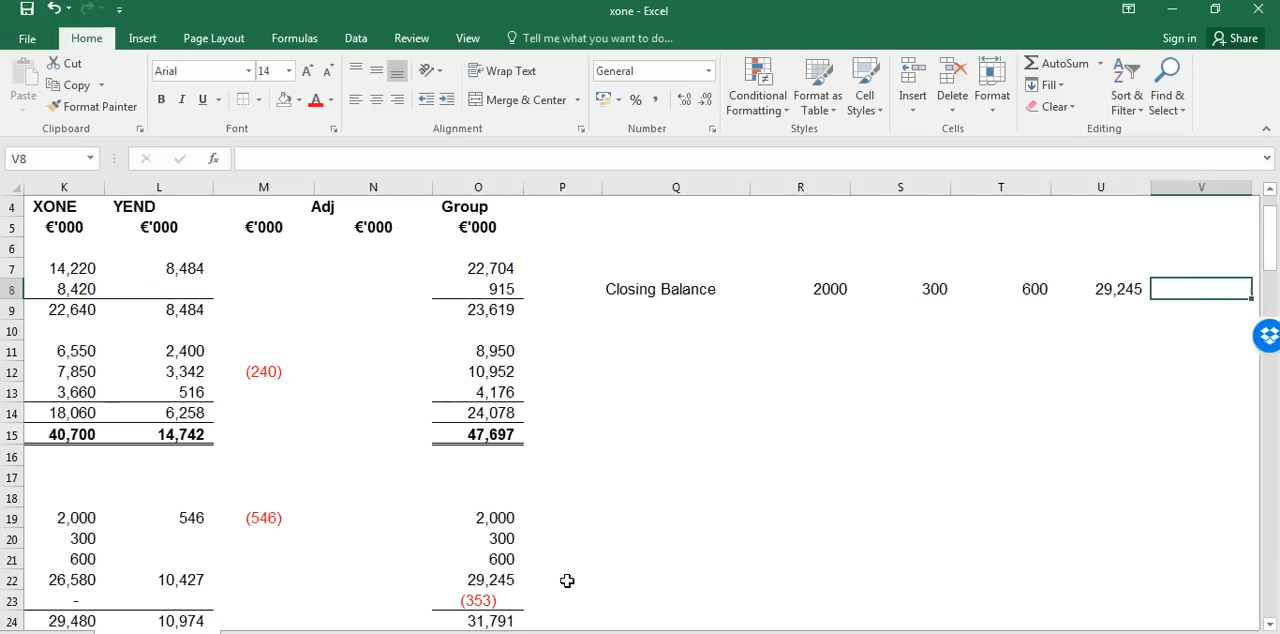 xone - Excel
File Home Insert Page Layout Formulas Data Review View Tell me what you want to do... Sign in Share
Cut Arial 14 Wrap Text General AutoSum
Paste Copy Conditional Format as Cell Insert Delete Format Fill Sort & Find &
Format Painter B I U Merge & Center % Formatting Table Styles Clear Filter Select
Clipboard Font Alignment Number Styles Cells Editing
V8 fx
K L M N O P Q R S T U V
4 XONE YEND Adj Group
5 €'000 €'000 €'000 €'000 €'000
6
7 14,220 8,484 22,704
8 8,420 915 Closing Balance 2000 300 600 29,245
9 22,640 8,484 23,619
10
11 6,550 2,400 8,950
12 7,850 3,342 (240) 10,952
13 3,660 516 4,176
14 18,060 6,258 24,078
15 40,700 14,742 47,697
16
17
18
19 2,000 546 (546) 2,000
20 300 300
21 600 600
22 26,580 10,427 29,245
23 - (353)
24 29,480 10,974 31,791